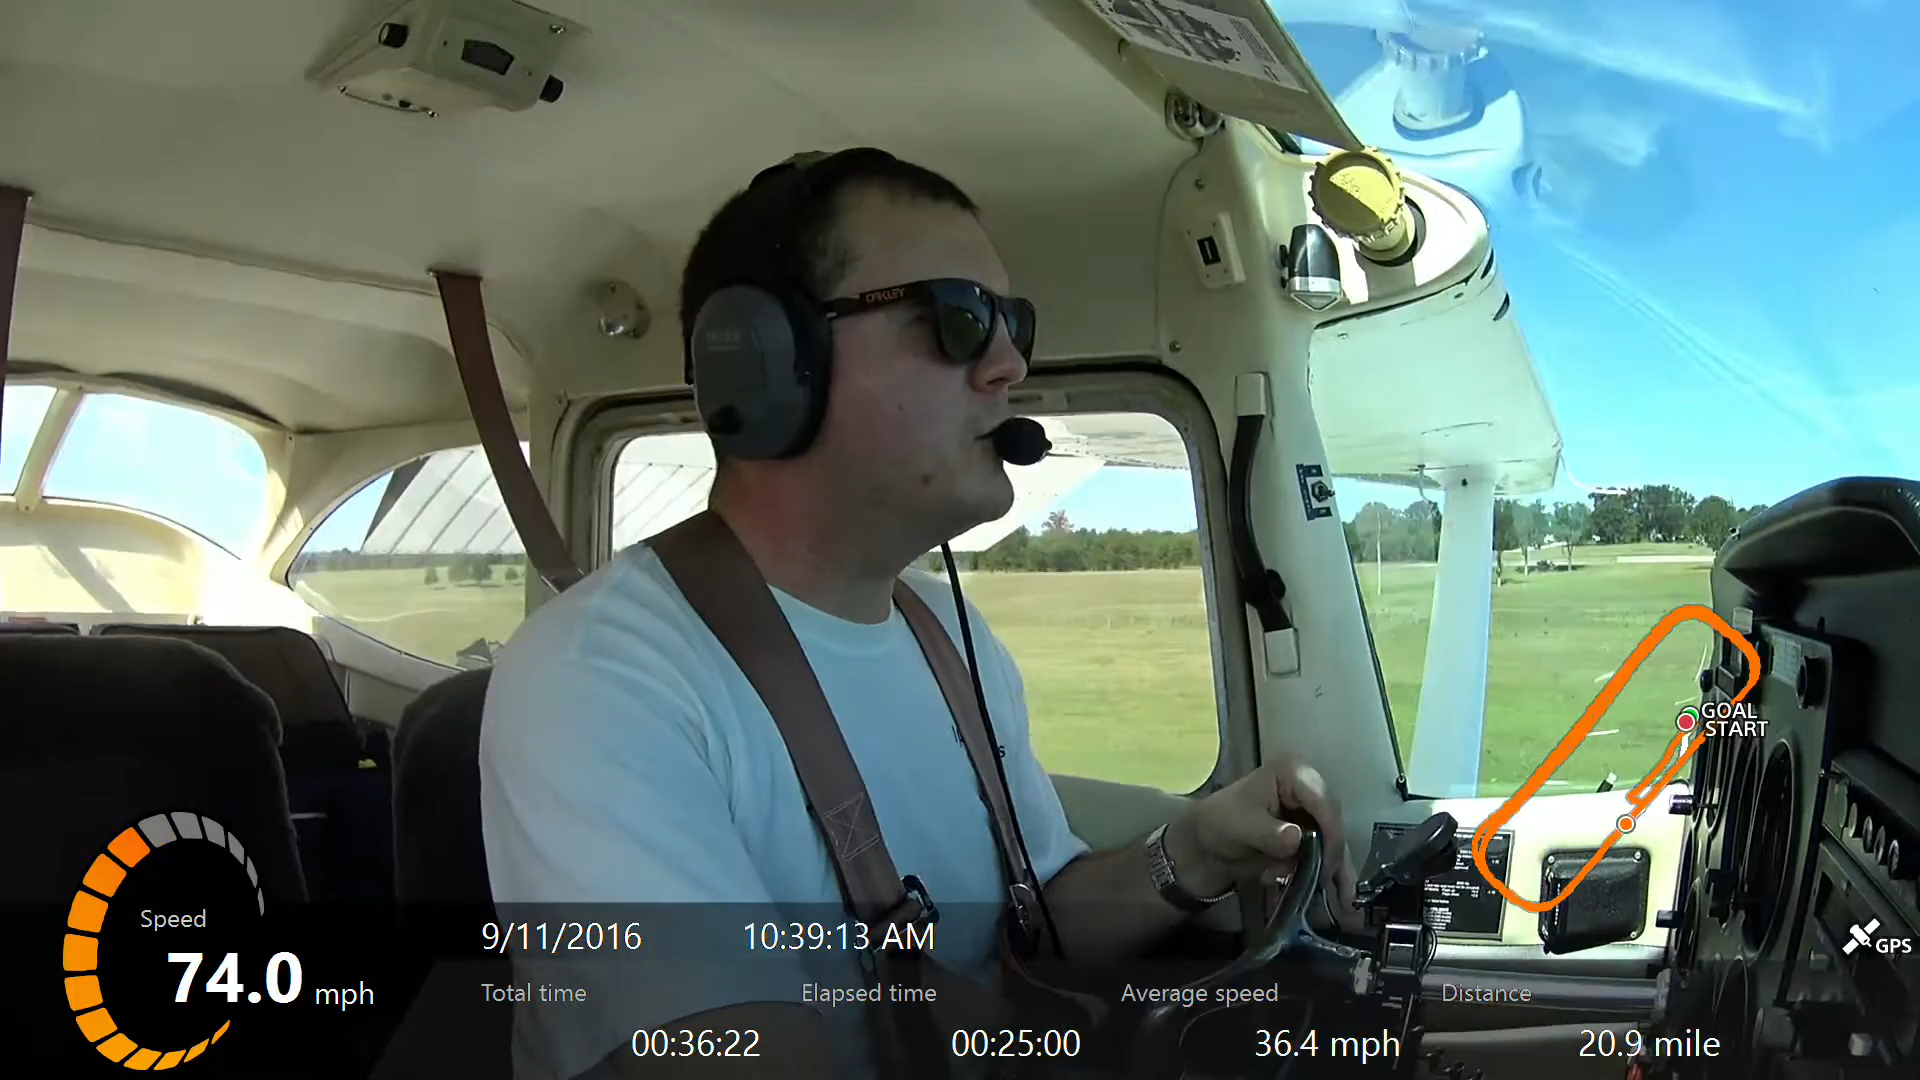 OAKLEY
GOAL
START
GPS
Speed
74.0 mph
9/11/2016
10:39:13 AM
Total time
Elapsed time
Average speed
Distance
00:36:22
00:25:00
36.4 mph
20.9 mile